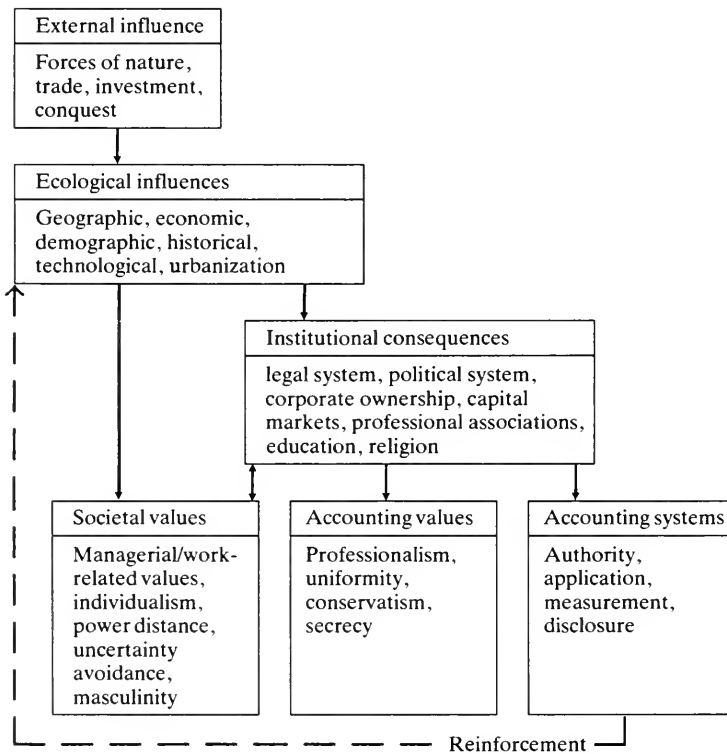 External influence
Forces of nature,
trade, investment,
conquest
Ecological influences
Geographic, economic,
demographic, historical,
technological, urbanization
Institutional consequences
legal system, political system,
corporate ownership, capital
markets, professional associations,
education, religion
Societal values
Managerial/work-
related values,
individualism,
power distance,
uncertainty
avoidance,
masculinity
Accounting values
Professionalism,
uniformity,
conservatism,
secrecy
Accounting systems
Authority,
application,
measurement,
disclosure
Reinforcement